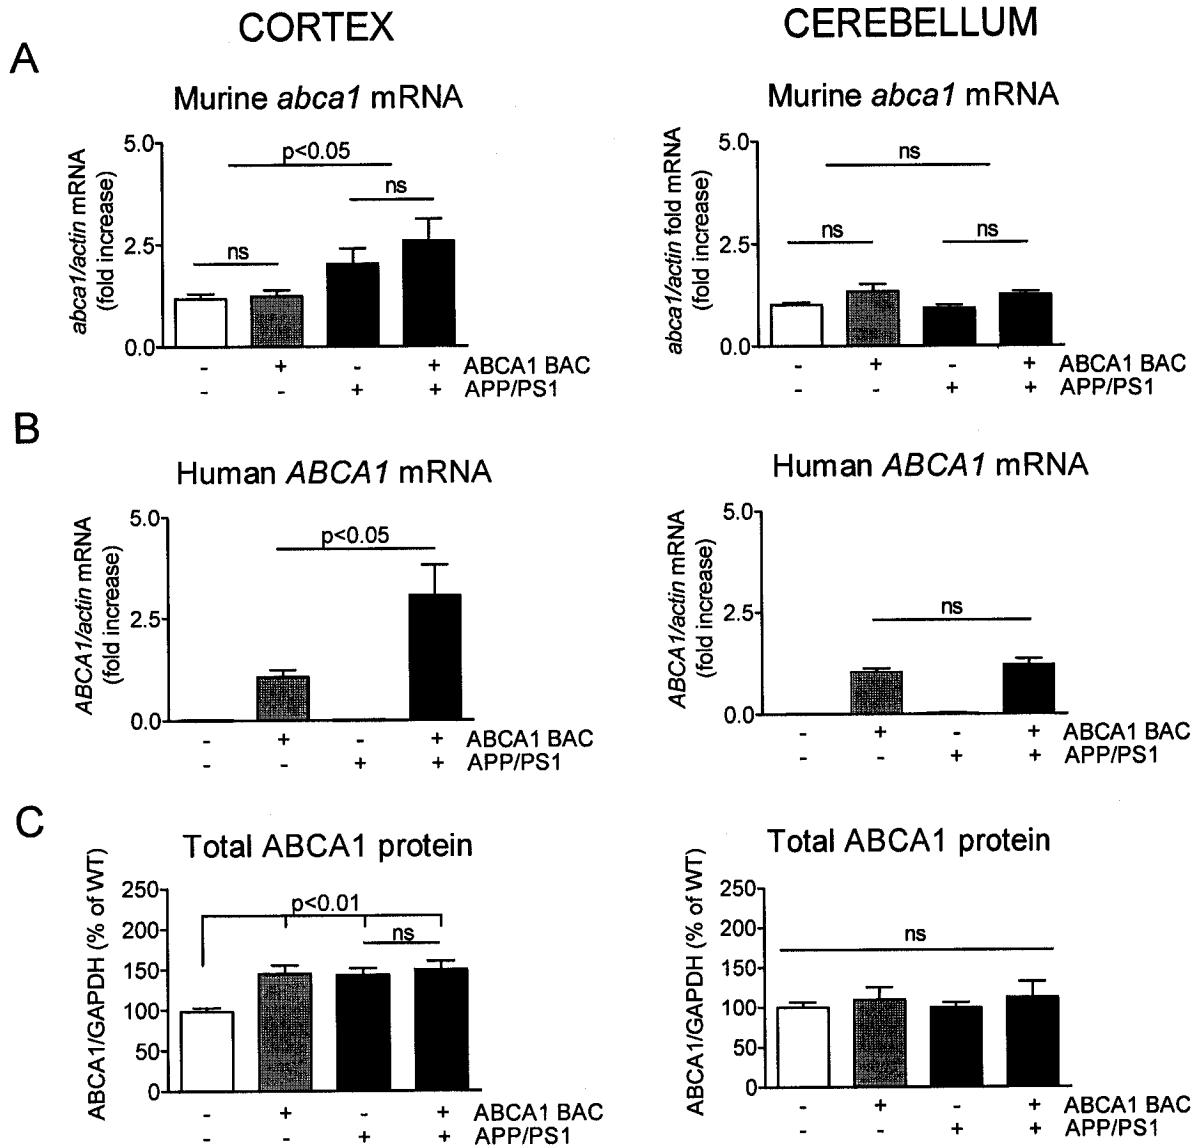 CORTEX
CEREBELLUM
A
Murine abca1 mRNA
abca1/actin mRNA
(fold increase)
5.0
2.5
0.0
p<0.05
ns
ns
- + - + ABCA1 BAC
- - + + APP/PS1
Murine abca1 mRNA
abca1/actin fold mRNA
(fold increase)
5.0
2.5
0.0
ns
ns
ns
- + - + ABCA1 BAC
- - + + APP/PS1
B
Human ABCA1 mRNA
ABCA1/actin mRNA
(fold increase)
5.0
2.5
0.0
p<0.05
- + - + ABCA1 BAC
- - + + APP/PS1
Human ABCA1 mRNA
ABCA1/actin mRNA
(fold increase)
5.0
2.5
0.0
ns
- + - + ABCA1 BAC
- - + + APP/PS1
C
Total ABCA1 protein
ABCA1/GAPDH (% of WT)
250
200
150
100
50
0
p<0.01
ns
- + - + ABCA1 BAC
- - + + APP/PS1
Total ABCA1 protein
ABCA1/GAPDH (% of WT)
250
200
150
100
50
0
ns
- + - + ABCA1 BAC
- - + + APP/PS1